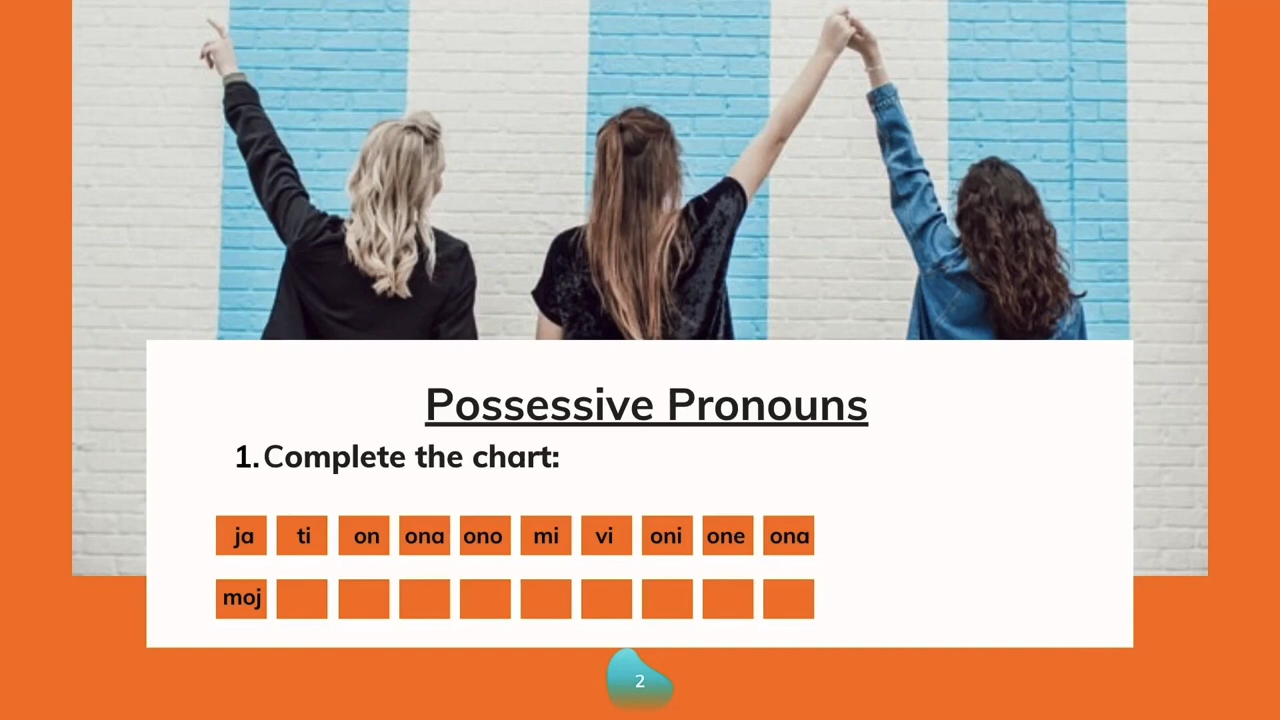 Possessive Pronouns
1. Complete the chart:
ja ti on ona ono mi vi oni one ona
moj
2